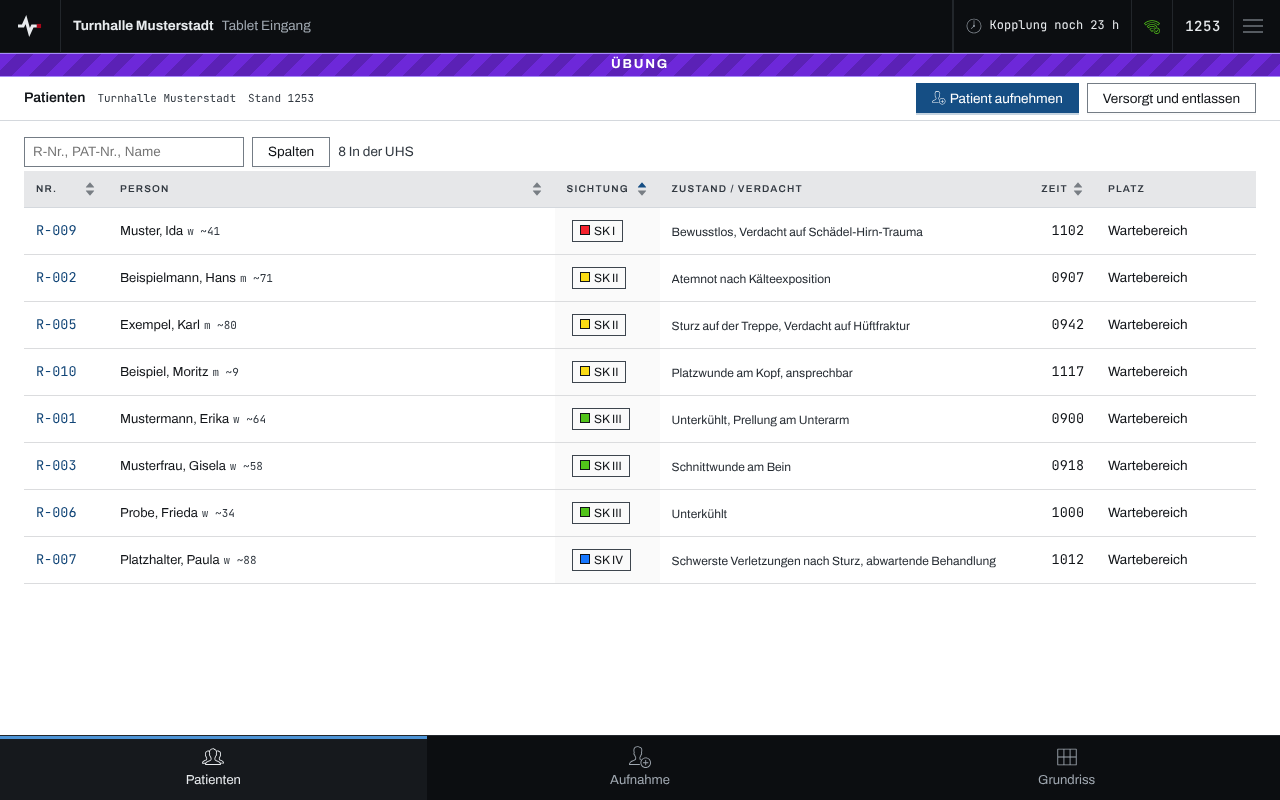 Turnhalle Musterstadt Tablet Eingang Kopplung noch 23 h 1253
ÜBUNG
Patienten Turnhalle Musterstadt Stand 1253 Patient aufnehmen Versorgt und entlassen
R-Nr., PAT-Nr., Name Spalten 8 In der UHS
NR. PERSON SICHTUNG ZUSTAND / VERDACHT ZEIT PLATZ
R-009 Muster, Ida w ~41 SK I Bewusstlos, Verdacht auf Schädel-Hirn-Trauma 1102 Wartebereich
R-002 Beispielmann, Hans m ~71 SK II Atemnot nach Kälteexposition 0907 Wartebereich
R-005 Exempel, Karl m ~80 SK II Sturz auf der Treppe, Verdacht auf Hüftfraktur 0942 Wartebereich
R-010 Beispiel, Moritz m ~9 SK II Platzwunde am Kopf, ansprechbar 1117 Wartebereich
R-001 Mustermann, Erika w ~64 SK III Unterkühlt, Prellung am Unterarm 0900 Wartebereich
R-003 Musterfrau, Gisela w ~58 SK III Schnittwunde am Bein 0918 Wartebereich
R-006 Probe, Frieda w ~34 SK III Unterkühlt 1000 Wartebereich
R-007 Platzhalter, Paula w ~88 SK IV Schwerste Verletzungen nach Sturz, abwartende Behandlung 1012 Wartebereich
Patienten Aufnahme Grundriss